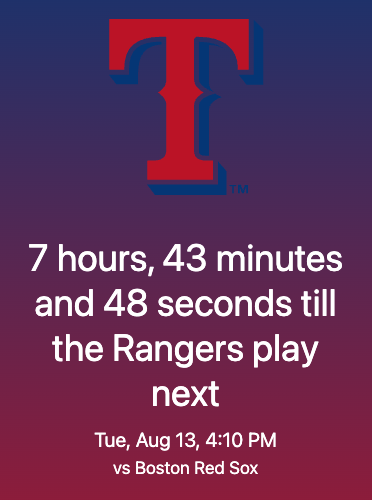 T
TM
7 hours, 43 minutes
and 48 seconds till
the Rangers play
next
Tue, Aug 13, 4:10 PM
vs Boston Red Sox